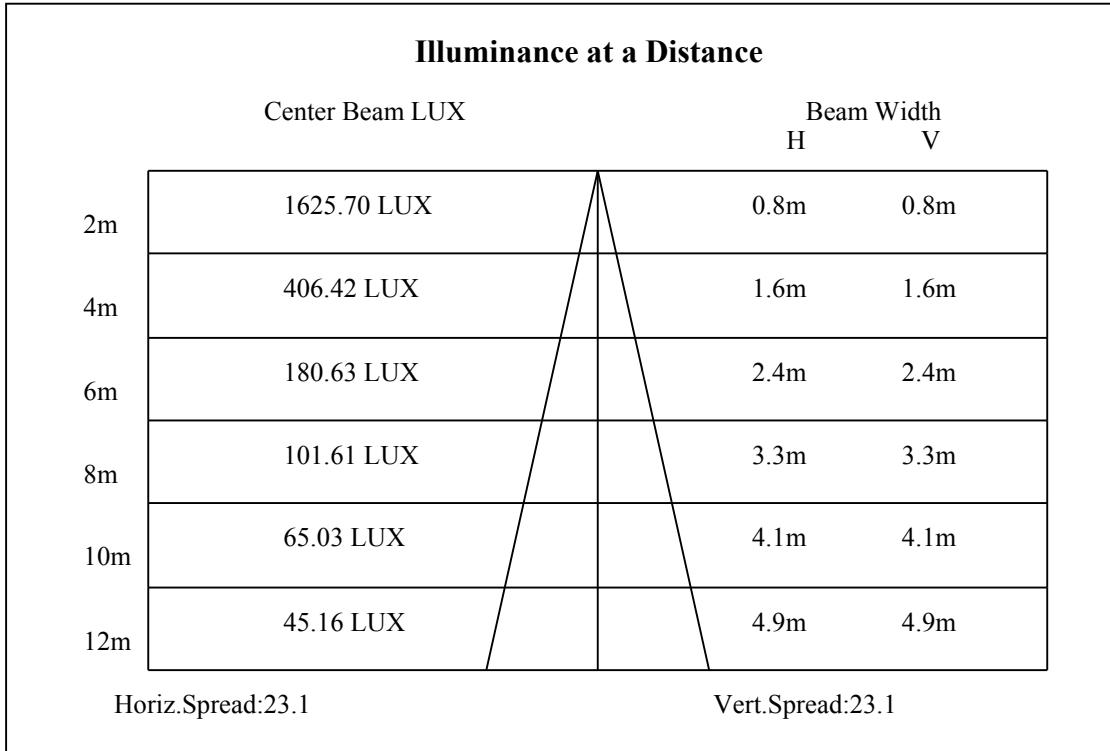 Illuminance at a Distance
Center Beam LUX Beam Width
H V
2m 1625.70 LUX 0.8m 0.8m
4m 406.42 LUX 1.6m 1.6m
6m 180.63 LUX 2.4m 2.4m
8m 101.61 LUX 3.3m 3.3m
10m 65.03 LUX 4.1m 4.1m
12m 45.16 LUX 4.9m 4.9m
Horiz.Spread:23.1 Vert.Spread:23.1